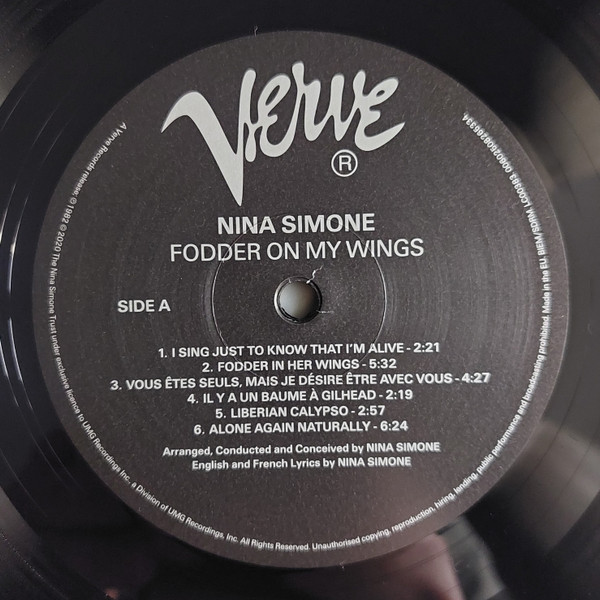 Verve
®
NINA SIMONE
FODDER ON MY WINGS
SIDE A
1. I SING JUST TO KNOW THAT I'M ALIVE - 2:21
2. FODDER IN HER WINGS - 5:32
3. VOUS ÊTES SEULS, MAIS JE DÉSIRE ÊTRE AVEC VOUS - 4:27
4. IL Y A UN BAUME À GILHEAD - 2:19
5. LIBERIAN CALYPSO - 2:57
6. ALONE AGAIN NATURALLY - 6:24
Arranged, Conducted and Conceived by NINA SIMONE
English and French Lyrics by NINA SIMONE
A Verve Records release; ℗ 1982 © 2020 The Nina Simone Trust under exclusive licence to UMG Recordings Inc., a Division of UMG Recordings, Inc. All Rights Reserved. Unauthorised copying, reproduction, hiring, lending, public performance and broadcasting prohibited. Made in the EU. BIEM/SDRM LC00383 00602508265334